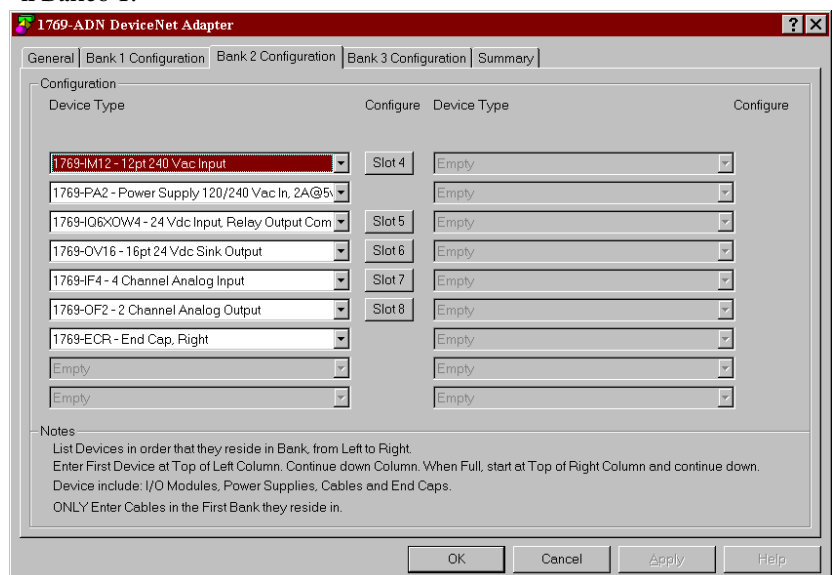 il Banco 1.
1769-ADN DeviceNet Adapter
General Bank 1 Configuration Bank 2 Configuration Bank 3 Configuration Summary
Configuration
Device Type Configure Device Type Configure
1769-IM12 - 12pt 240 Vac Input Slot 4 Empty
1769-PA2 - Power Supply 120/240 Vac In, 2A@5 Empty
1769-IQ6XOW4 - 24 Vdc Input, Relay Output Com Slot 5 Empty
1769-OV16 - 16pt 24 Vdc Sink Output Slot 6 Empty
1769-IF4 - 4 Channel Analog Input Slot 7 Empty
1769-OF2 - 2 Channel Analog Output Slot 8 Empty
1769-ECR - End Cap, Right Empty
Empty Empty
Empty Empty
Notes
List Devices in order that they reside in Bank, from Left to Right.
Enter First Device at Top of Left Column. Continue down Column. When Full, start at Top of Right Column and continue down.
Device include: I/O Modules, Power Supplies, Cables and End Caps.
ONLY Enter Cables in the First Bank they reside in.
OK Cancel Apply Help